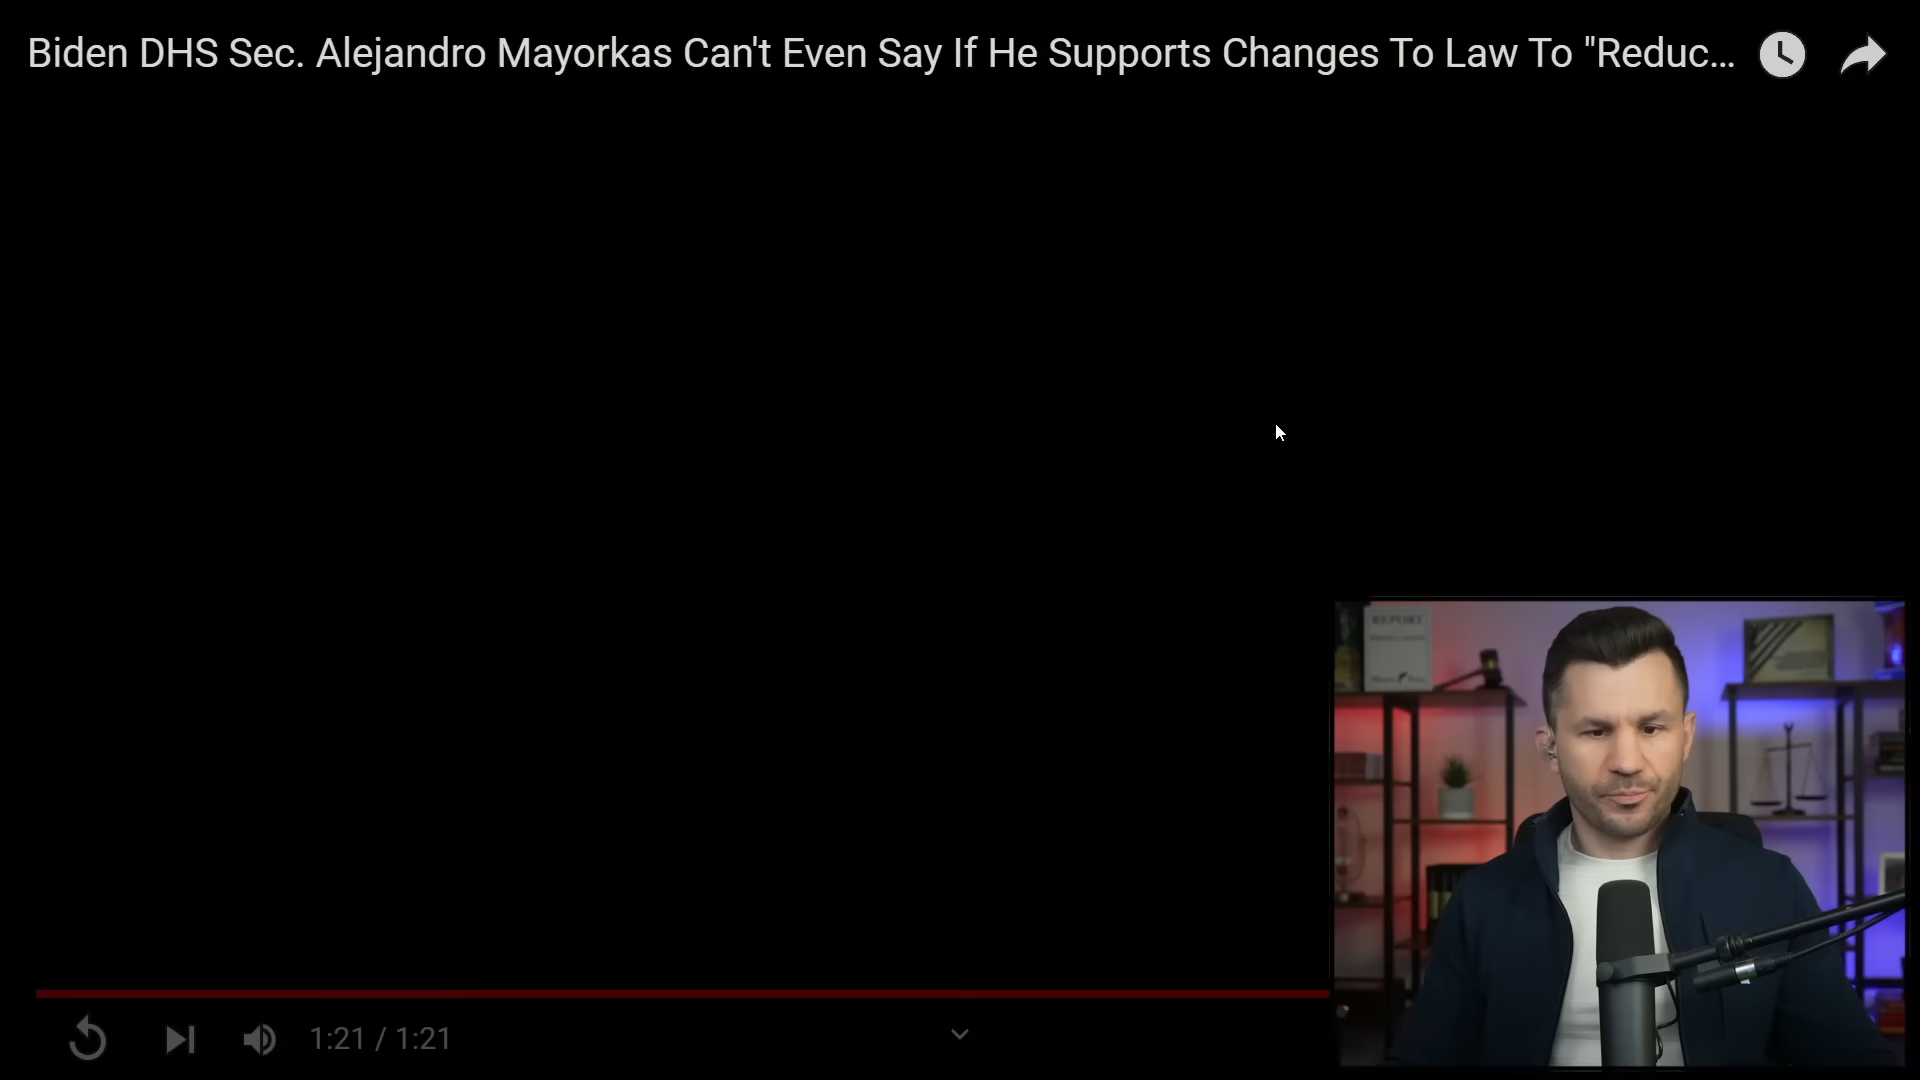 Biden DHS Sec. Alejandro Mayorkas Can't Even Say If He Supports Changes To Law To "Reduc...
REPORT
1:21 / 1:21